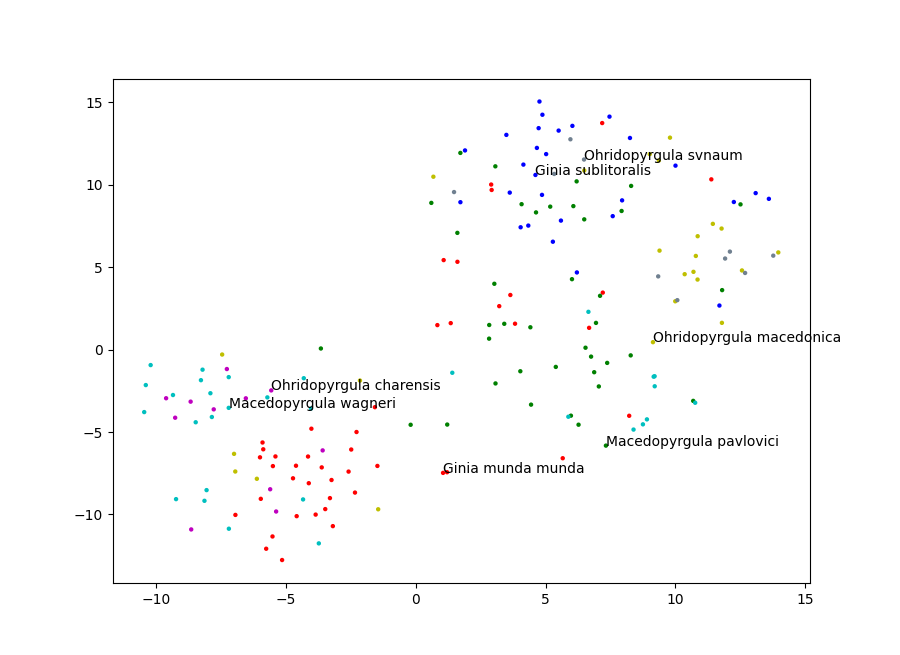 15
Ohridopyrgula svnaum
Ginia sublitoralis
10
5
Ohridopyrgula macedonica
0
Ohridopyrgula charensis
Macedopyrgula wagneri
−5
Macedopyrgula pavlovici
Ginia munda munda
−10
−10 −5 0 5 10 15